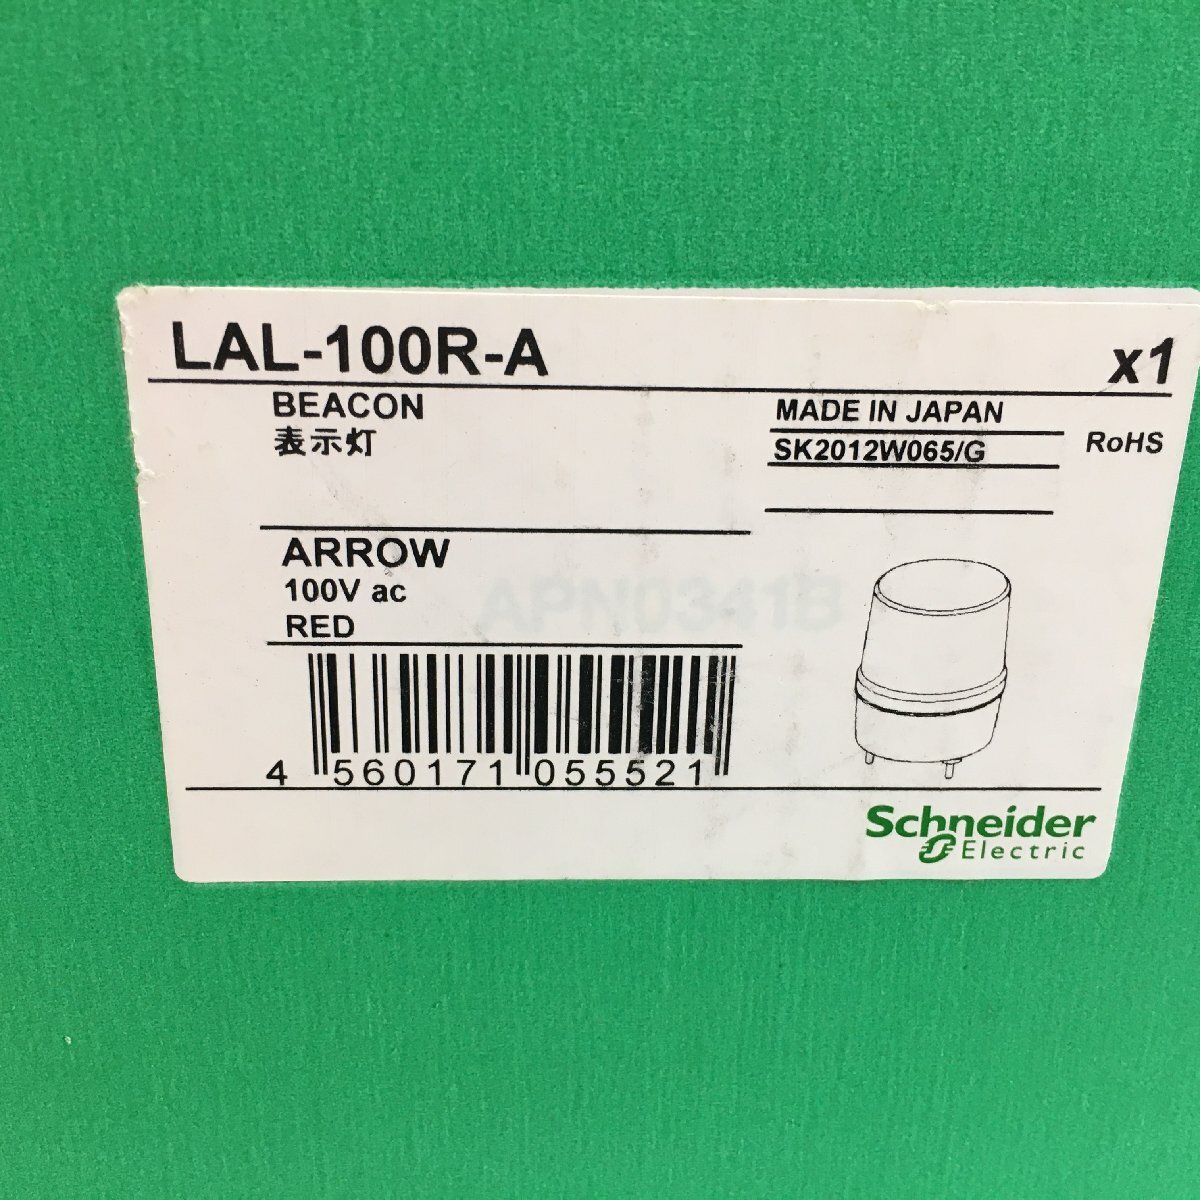 LAL-100R-A
x1
BEACON
表示灯
MADE IN JAPAN
SK2012W065/G
RoHS
ARROW
100V ac
RED
APN0341B
4 560171 055521
Schneider
Electric